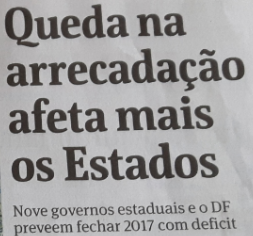 Queda na
arrecadação
afeta mais
os Estados
Nove governos estaduais e o DF
preveem fechar 2017 com deficit